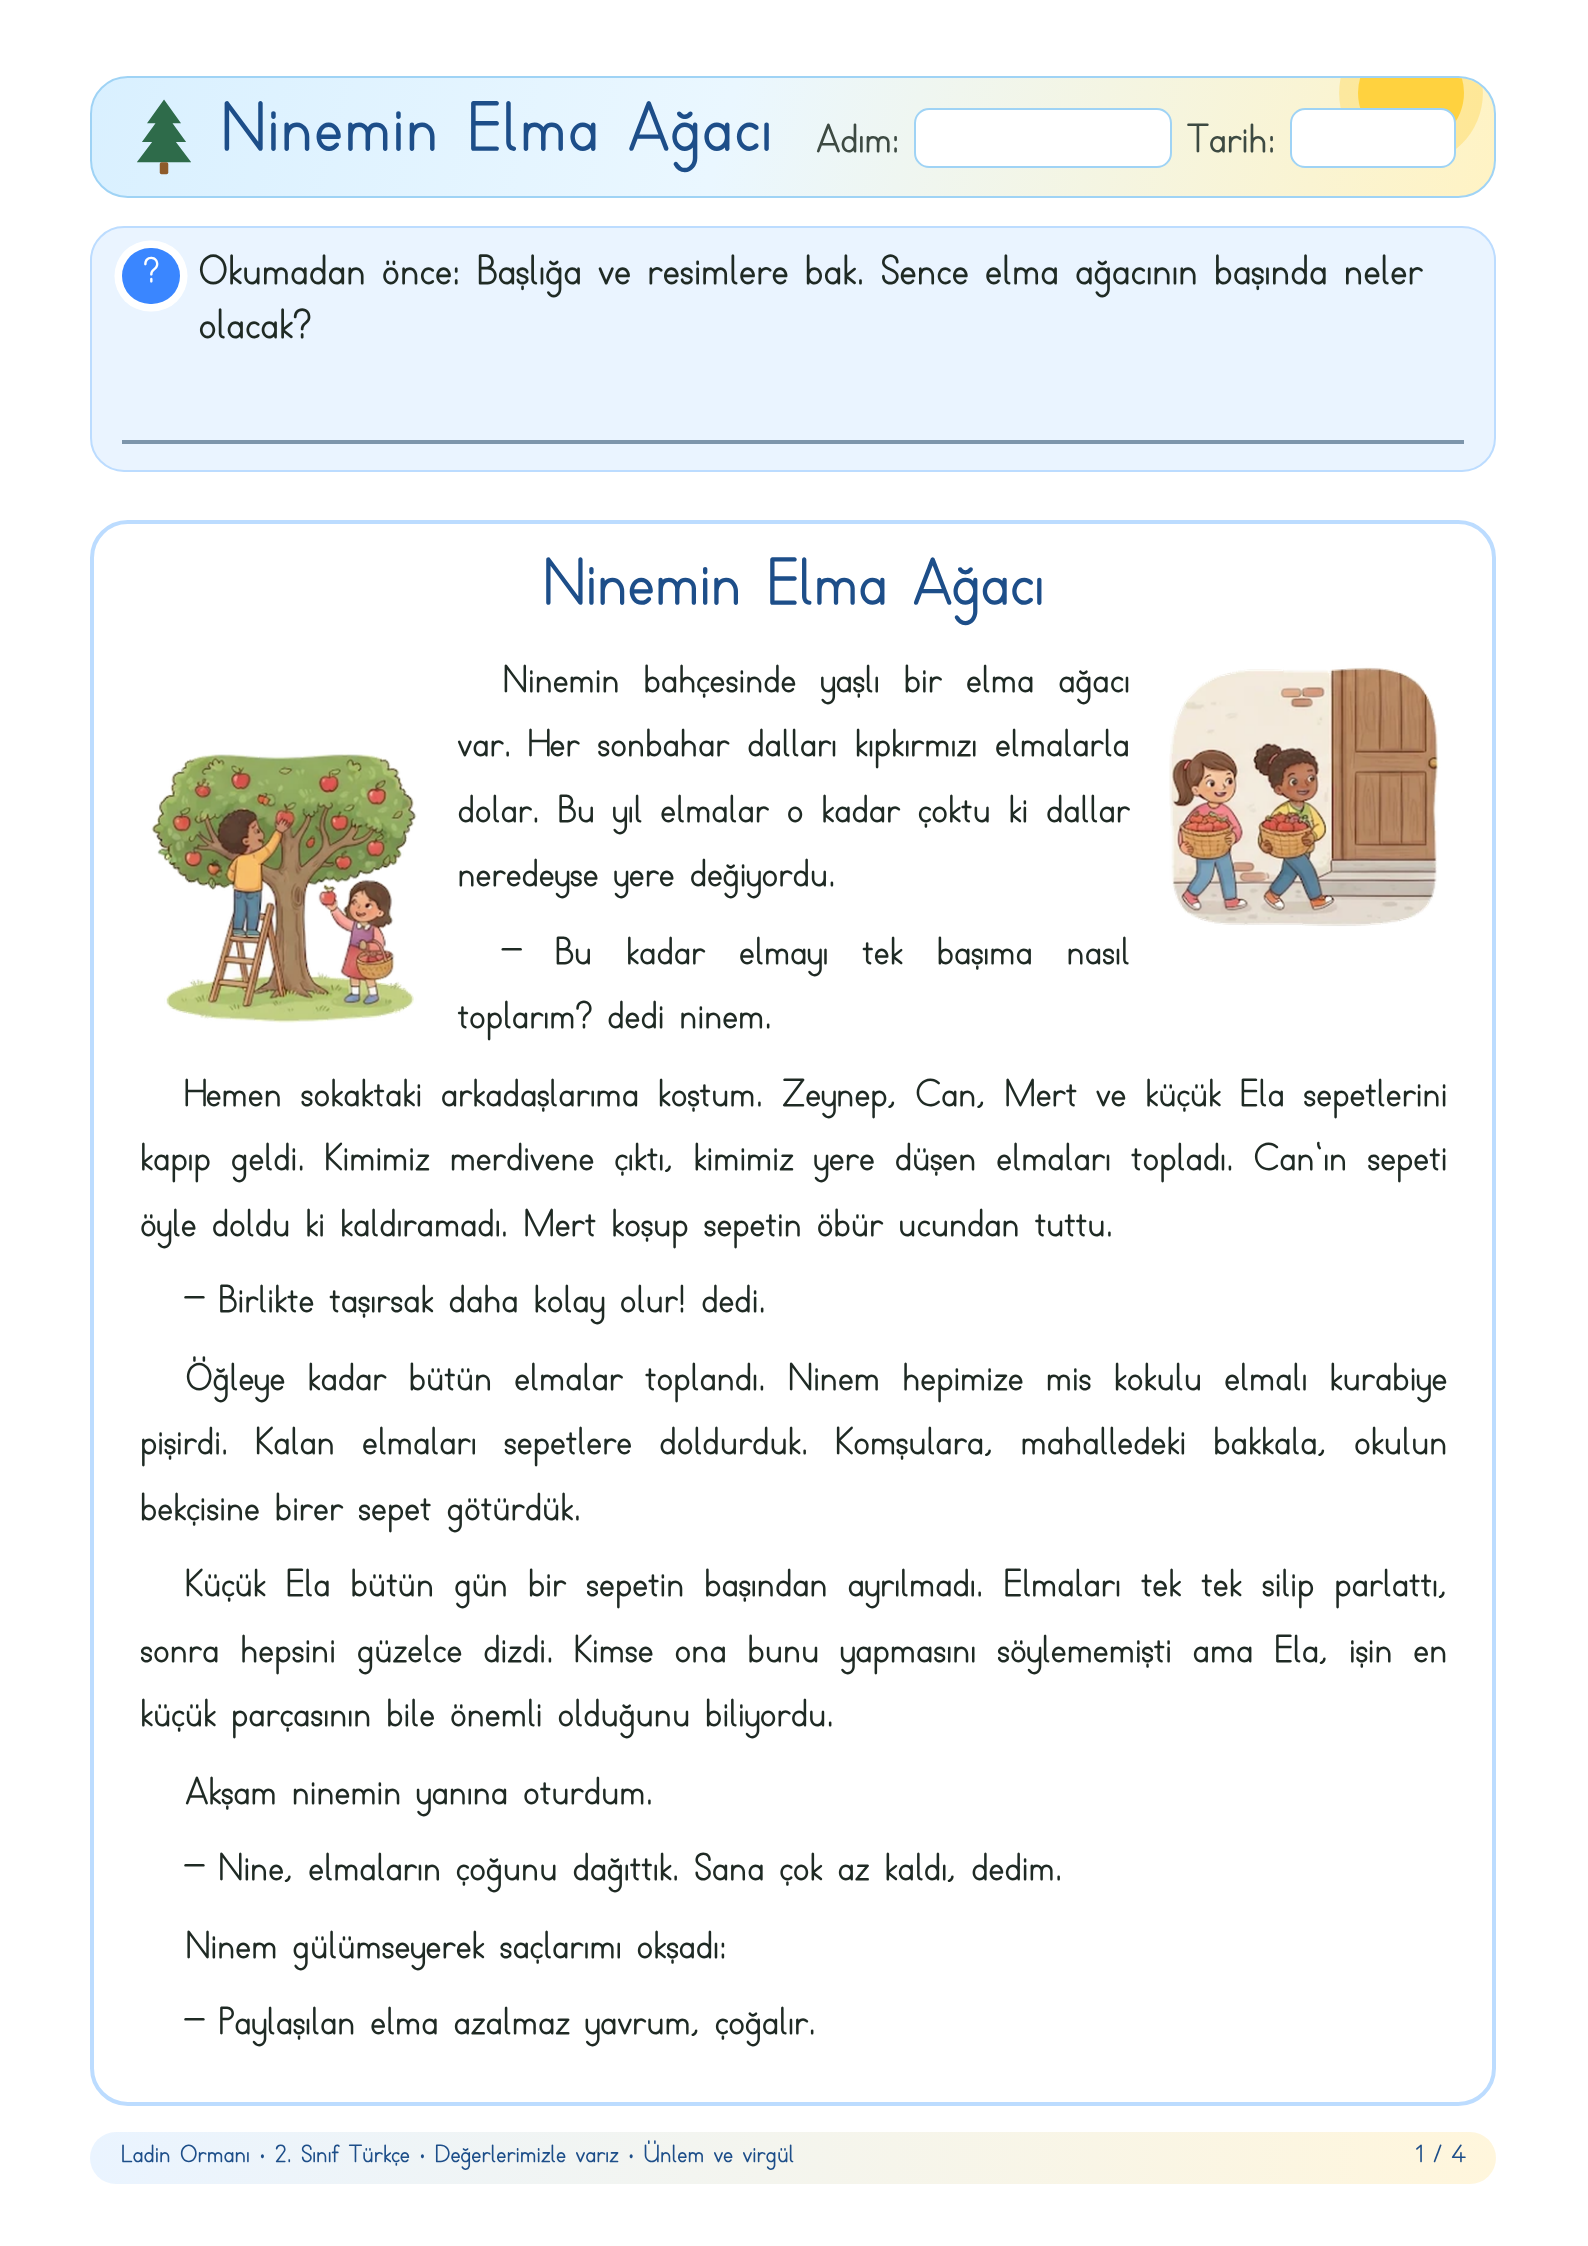 Ninemin Elma Ağacı
Adım:
Tarih:
?
Okumadan önce: Başlığa ve resimlere bak. Sence elma ağacının başında neler
olacak?
Ninemin Elma Ağacı
Ninemin bahçesinde yaşlı bir elma ağacı
var. Her sonbahar dalları kıpkırmızı elmalarla
dolar. Bu yıl elmalar o kadar çoktu ki dallar
neredeyse yere değiyordu.
– Bu kadar elmayı tek başıma nasıl
toplarım? dedi ninem.
Hemen sokaktaki arkadaşlarıma koştum. Zeynep, Can, Mert ve küçük Ela sepetlerini
kapıp geldi. Kimimiz merdivene çıktı, kimimiz yere düşen elmaları topladı. Can‛ın sepeti
öyle doldu ki kaldıramadı. Mert koşup sepetin öbür ucundan tuttu.
– Birlikte taşırsak daha kolay olur! dedi.
Öğleye kadar bütün elmalar toplandı. Ninem hepimize mis kokulu elmalı kurabiye
pişirdi. Kalan elmaları sepetlere doldurduk. Komşulara, mahalledeki bakkala, okulun
bekçisine birer sepet götürdük.
Küçük Ela bütün gün bir sepetin başından ayrılmadı. Elmaları tek tek silip parlattı,
sonra hepsini güzelce dizdi. Kimse ona bunu yapmasını söylememişti ama Ela, işin en
küçük parçasının bile önemli olduğunu biliyordu.
Akşam ninemin yanına oturdum.
– Nine, elmaların çoğunu dağıttık. Sana çok az kaldı, dedim.
Ninem gülümseyerek saçlarımı okşadı:
– Paylaşılan elma azalmaz yavrum, çoğalır.
Ladin Ormanı • 2. Sınıf Türkçe • Değerlerimizle varız • Ünlem ve virgül
1 / 4